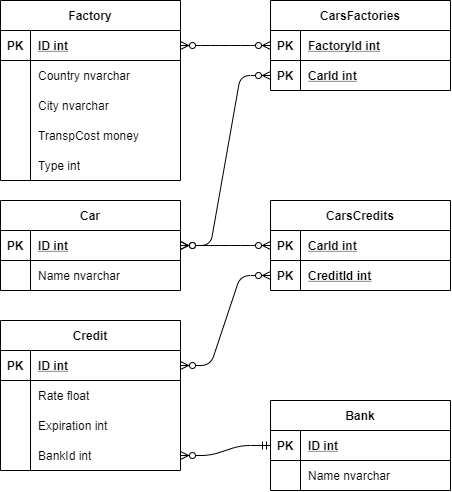 Factory
PK ID int
Country nvarchar
City nvarchar
TranspCost money
Type int
CarsFactories
PK FactoryId int
PK CarId int
Car
PK ID int
Name nvarchar
CarsCredits
PK CarId int
PK CreditId int
Credit
PK ID int
Rate float
Expiration int
BankId int
Bank
PK ID int
Name nvarchar